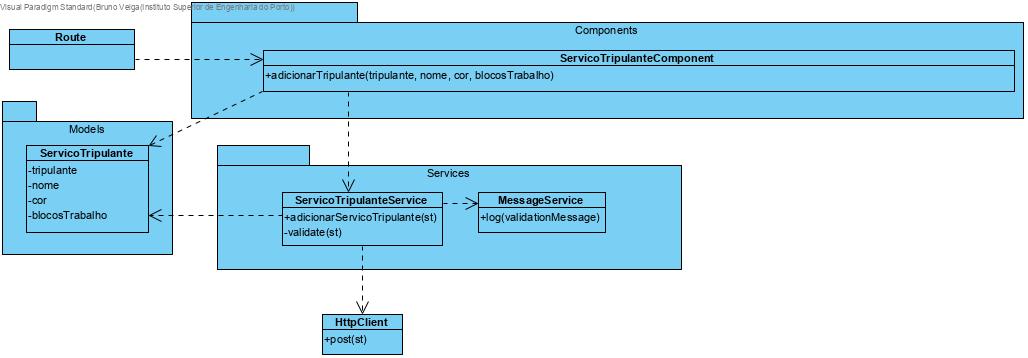 Visual Paradigm Standard(Bruno Veiga(Instituto Superior de Engenharia do Porto))
Components
Route
ServicoTripulanteComponent
+adicionarTripulante(tripulante, nome, cor, blocosTrabalho)
Models
ServicoTripulante
-tripulante
-nome
-cor
-blocosTrabalho
Services
ServicoTripulanteService
+adicionarServicoTripulante(st)
-validate(st)
MessageService
+log(validationMessage)
HttpClient
+post(st)